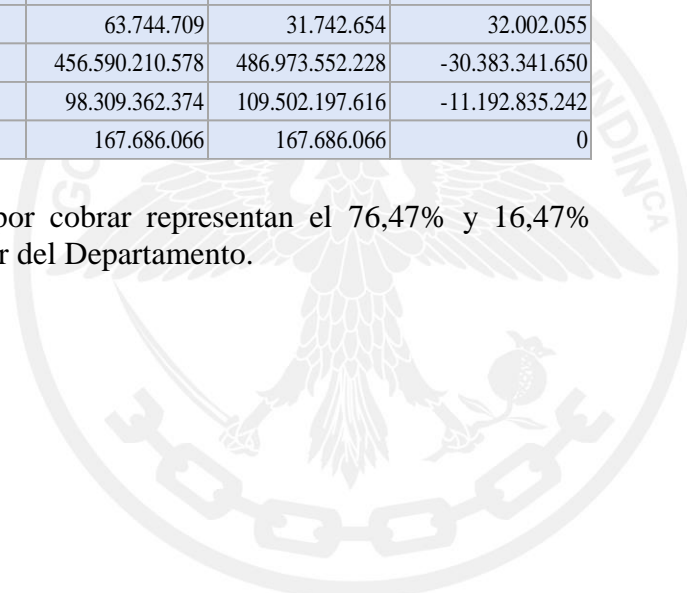 63.744.709 31.742.654 32.002.055
456.590.210.578 486.973.552.228 -30.383.341.650
98.309.362.374 109.502.197.616 -11.192.835.242
167.686.066 167.686.066 0
por cobrar representan el 76,47% y 16,47%
r del Departamento.